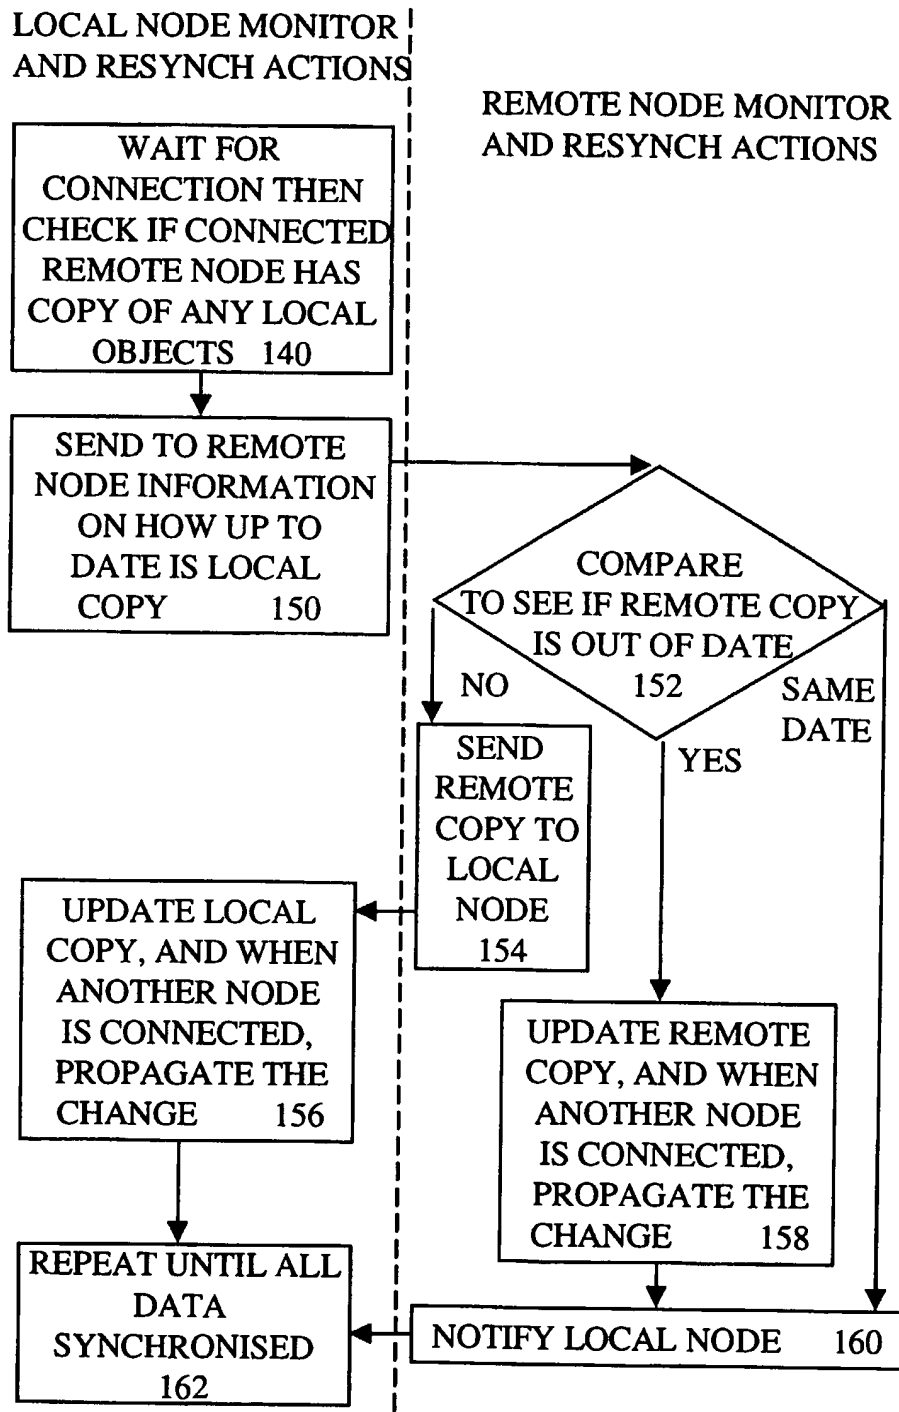 LOCAL NODE MONITOR
AND RESYNCH ACTIONS
REMOTE NODE MONITOR
AND RESYNCH ACTIONS
WAIT FOR
CONNECTION THEN
CHECK IF CONNECTED
REMOTE NODE HAS
COPY OF ANY LOCAL
OBJECTS 140
SEND TO REMOTE
NODE INFORMATION
ON HOW UP TO
DATE IS LOCAL
COPY 150
COMPARE
TO SEE IF REMOTE COPY
IS OUT OF DATE
152
NO
YES
SAME
DATE
SEND
REMOTE
COPY TO
LOCAL
NODE
154
UPDATE LOCAL
COPY, AND WHEN
ANOTHER NODE
IS CONNECTED,
PROPAGATE THE
CHANGE 156
UPDATE REMOTE
COPY, AND WHEN
ANOTHER NODE
IS CONNECTED,
PROPAGATE THE
CHANGE 158
REPEAT UNTIL ALL
DATA
SYNCHRONISED
162
NOTIFY LOCAL NODE 160